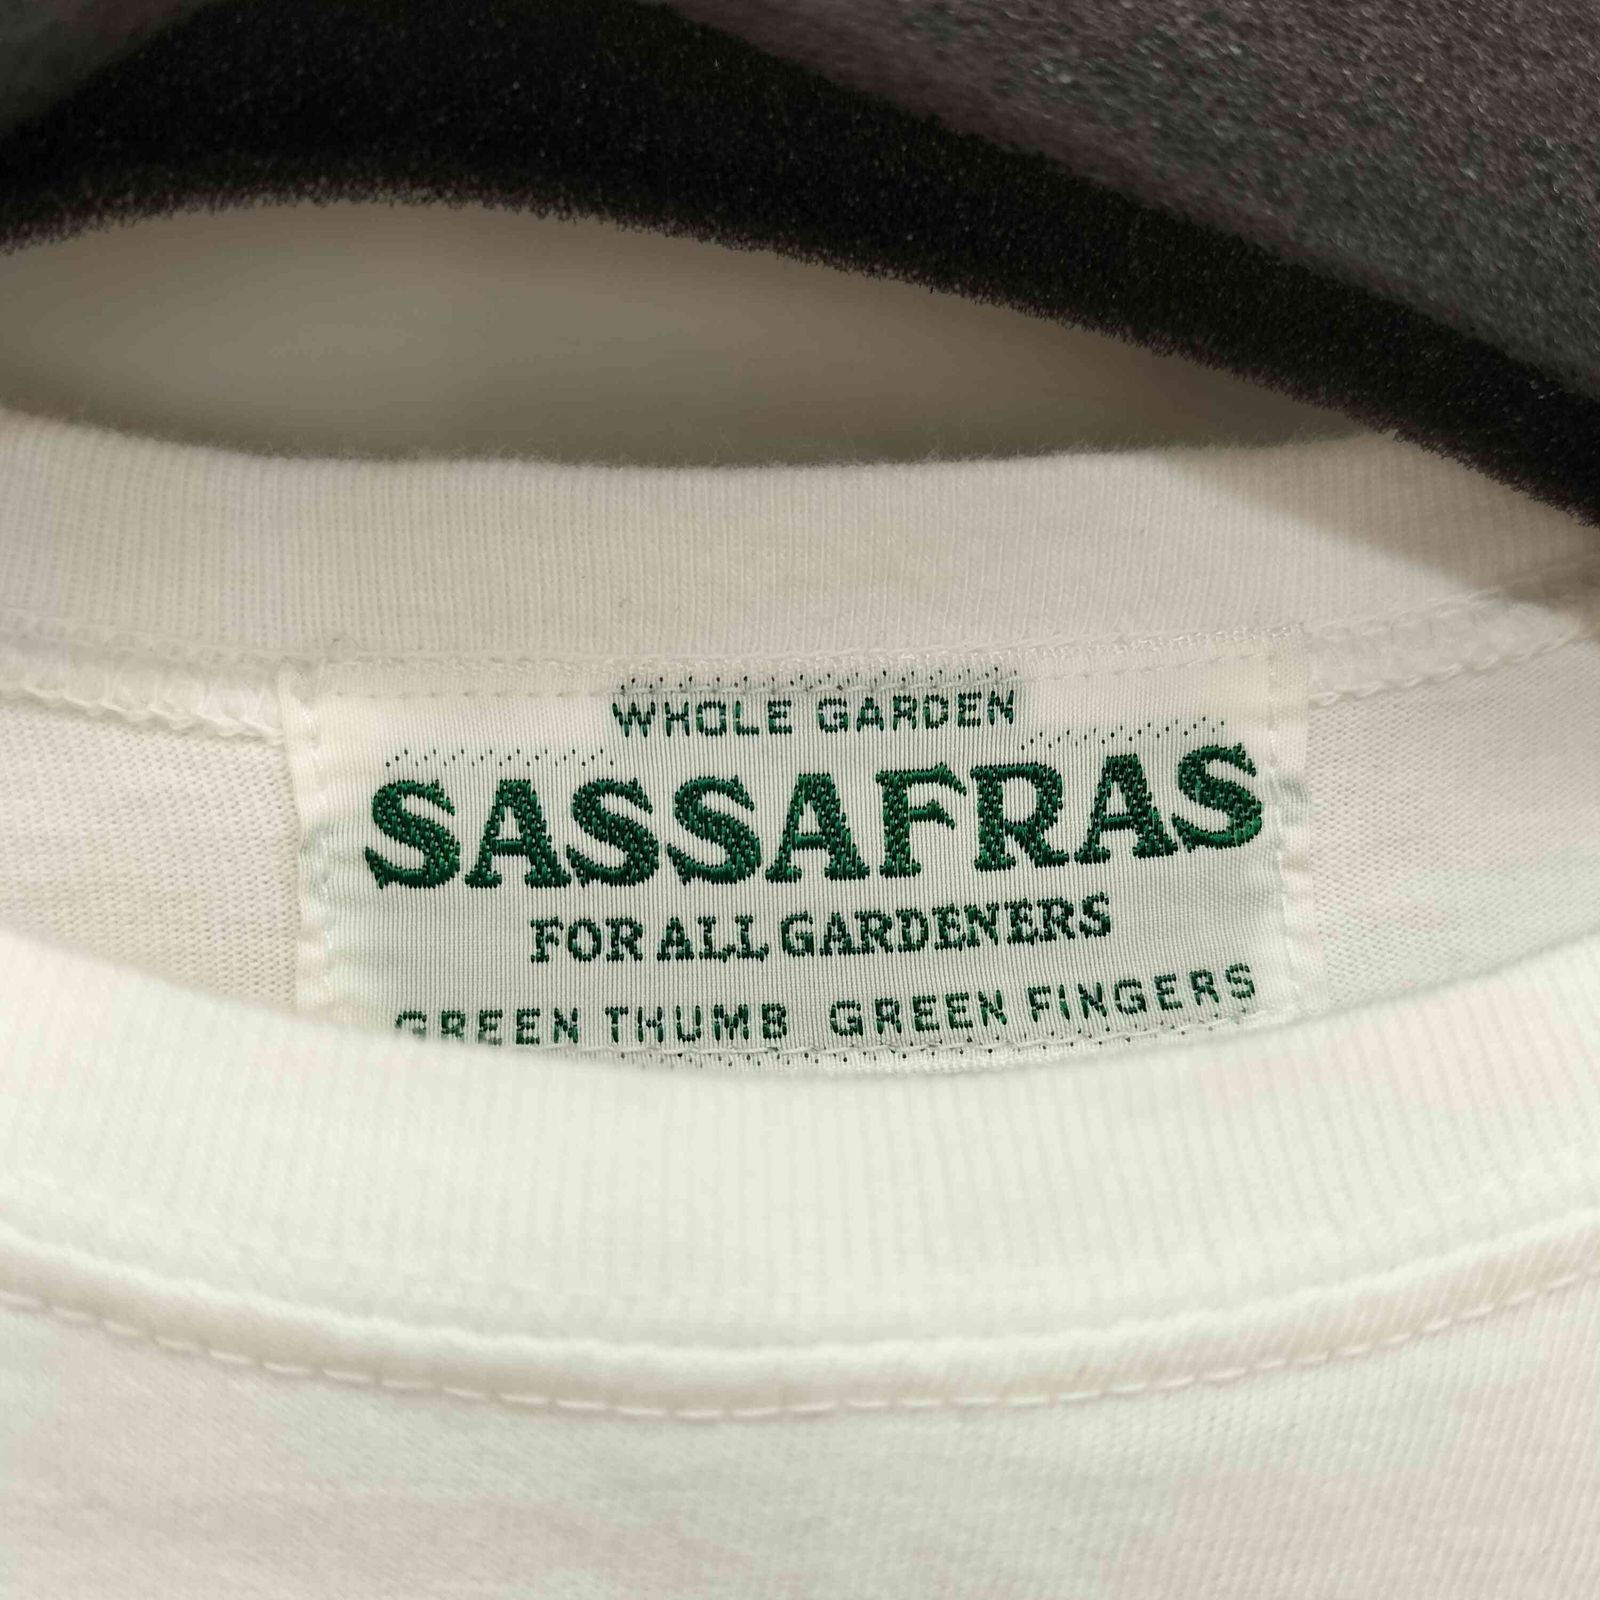 WHOLE GARDEN
SASSAFRAS
FOR ALL GARDENERS
GREEN THUMB GREEN FINGERS